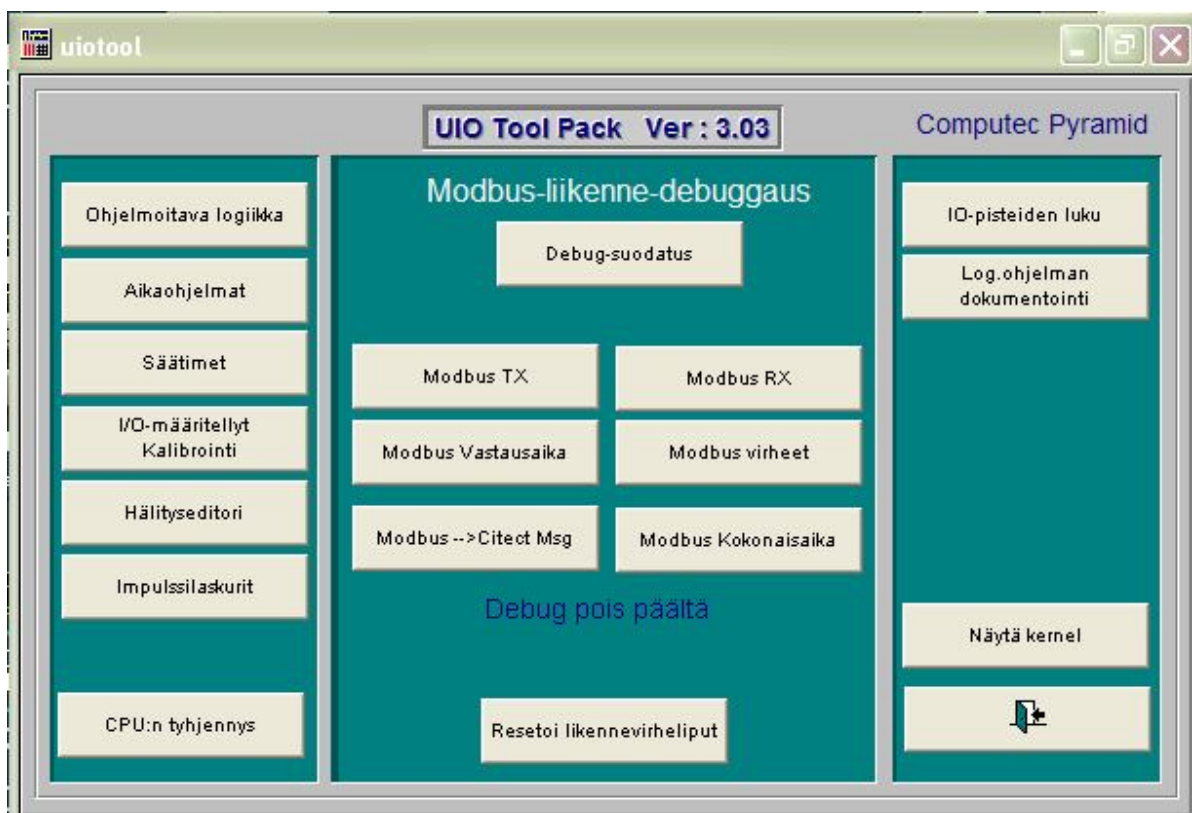 uiotool
UIO Tool Pack Ver : 3.03
Computec Pyramid
Ohjelmoitava logiikka
Aikaohjelmat
Säätimet
I/O-määritellyt
Kalibrointi
Hälityseditori
Impulssilaskurit
CPU:n tyhjennys
Modbus-liikenne-debuggaus
Debug-suodatus
Modbus TX
Modbus RX
Modbus Vastausaika
Modbus virheet
Modbus -->Citect Msg
Modbus Kokonaisaika
Debug pois päältä
Resetoi likennevirheliput
IO-pisteiden luku
Log.ohjelman
dokumentointi
Näytä kernel